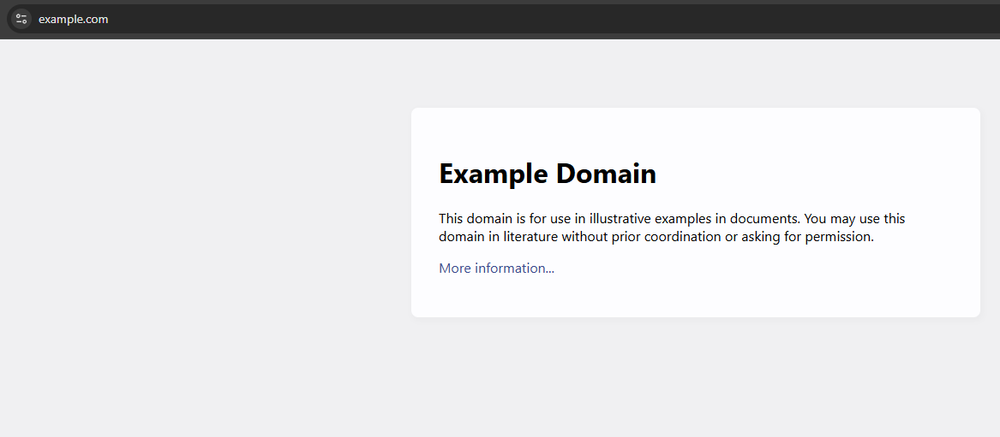 example.com
Example Domain
This domain is for use in illustrative examples in documents. You may use this
domain in literature without prior coordination or asking for permission.
More information...